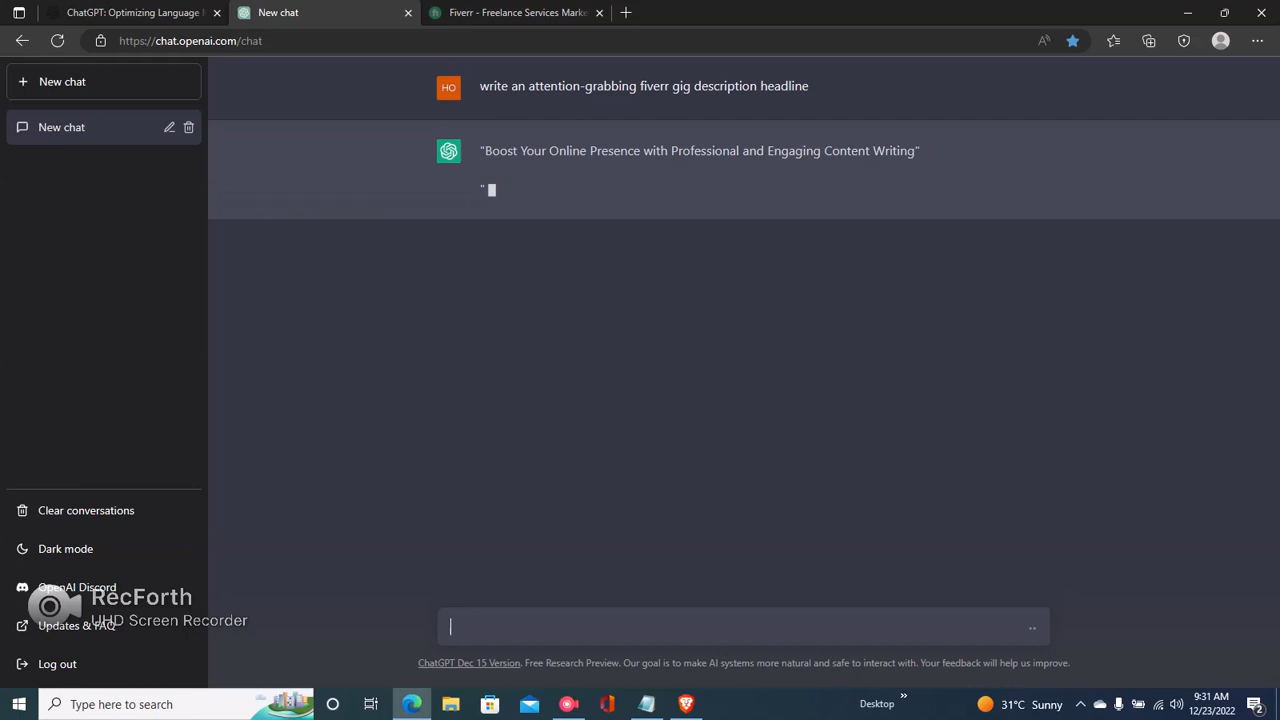 ChatGPT: Optimizing Language
New chat
Fiverr - Freelance Services Marke
https://chat.openai.com/chat
New chat
New chat
HO
write an attention-grabbing fiverr gig description headline
"Boost Your Online Presence with Professional and Engaging Content Writing"
"
Clear conversations
Dark mode
OpenAI Discord
RecForth
UHD Screen Recorder
Updates & FAQ
Log out
ChatGPT Dec 15 Version. Free Research Preview. Our goal is to make AI systems more natural and safe to interact with. Your feedback will help us improve.
Type here to search
Desktop
31°C Sunny
9:31 AM
12/23/2022
2